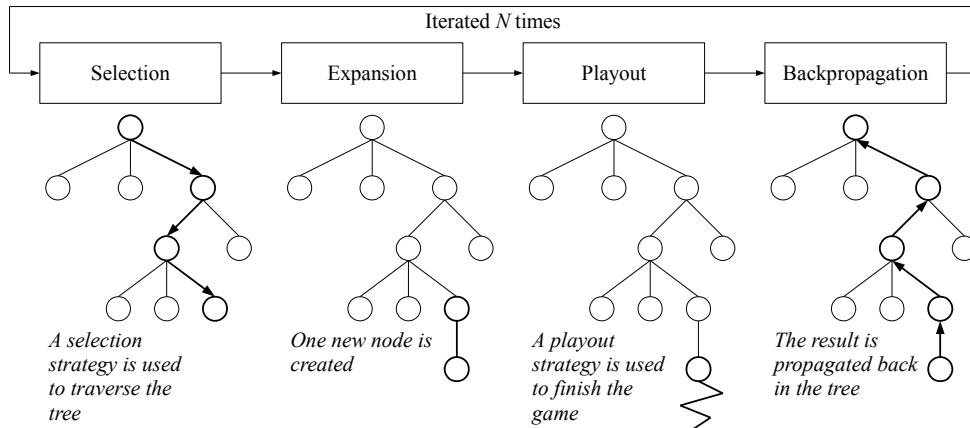 Iterated N times
Selection
Expansion
Playout
Backpropagation
A selection
strategy is used
to traverse the
tree
One new node is
created
A playout
strategy is used
to finish the
game
The result is
propagated back
in the tree